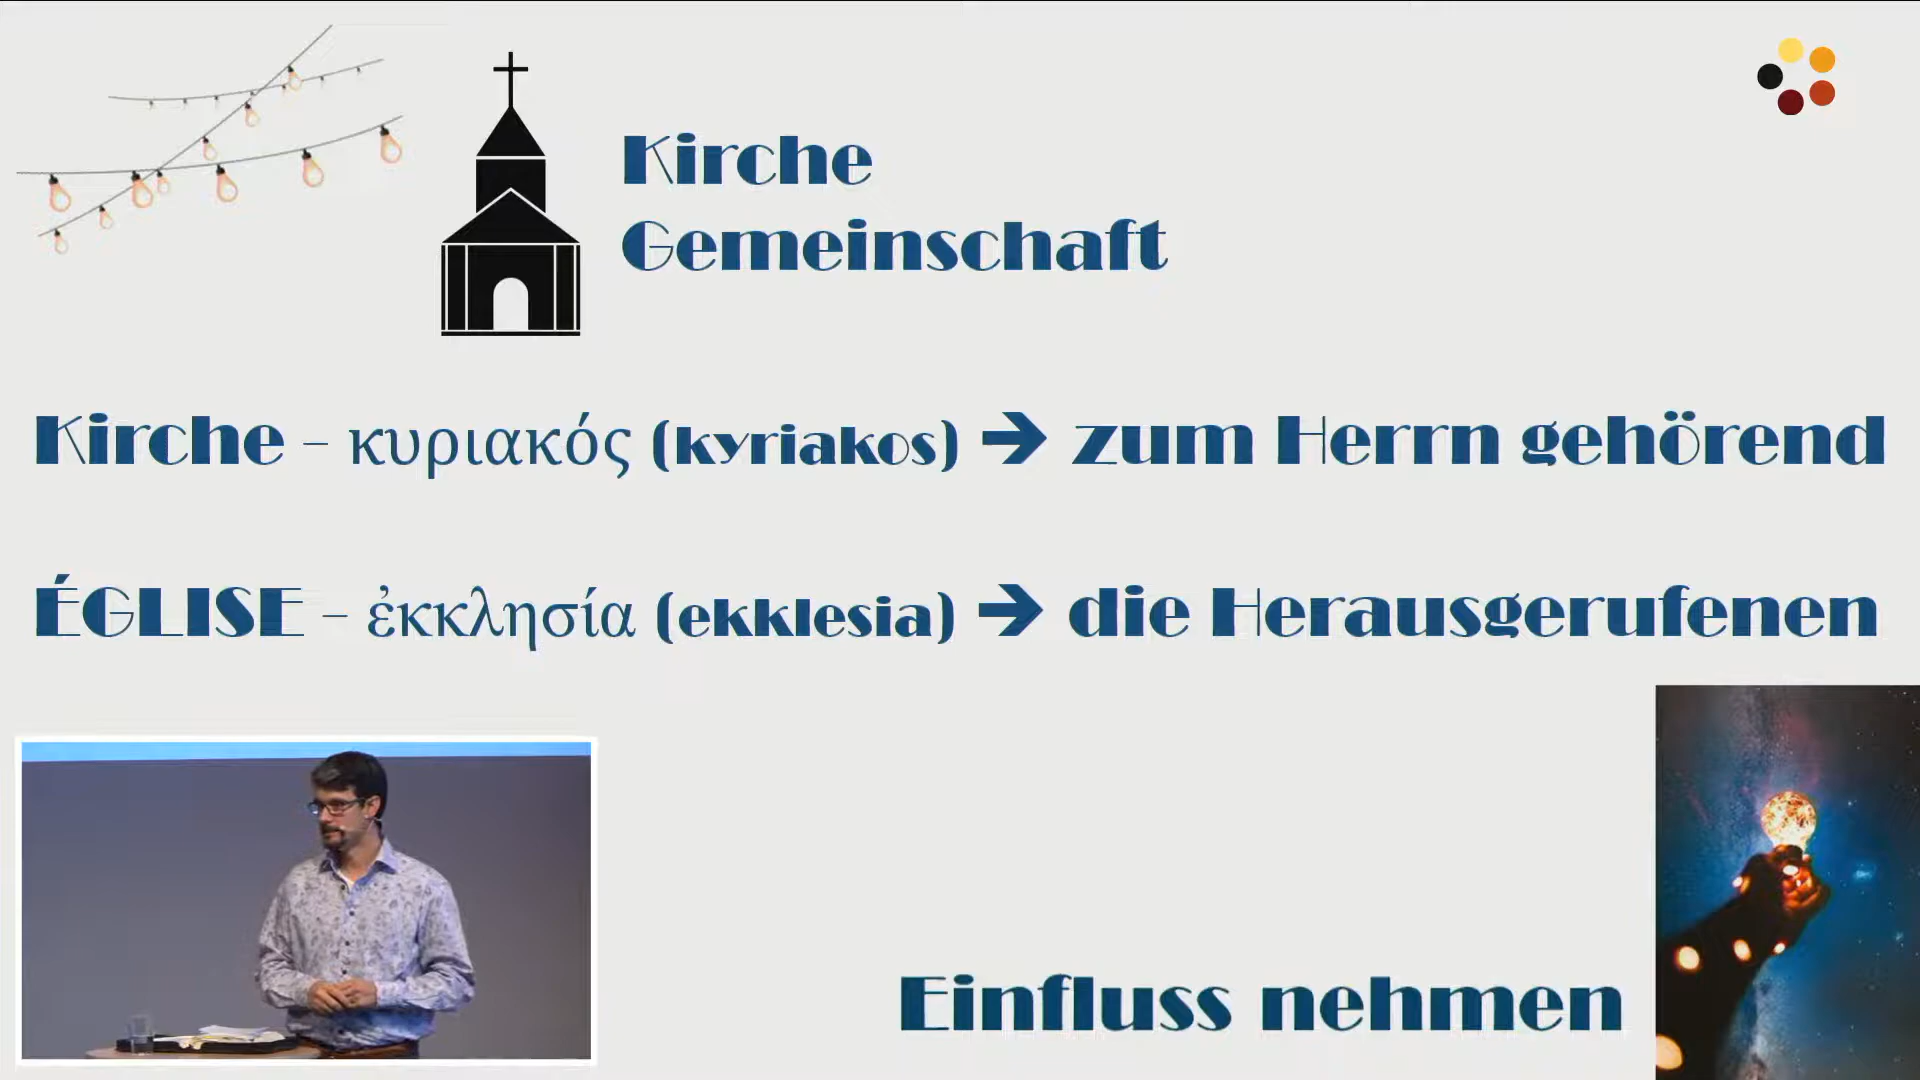 Kirche
Gemeinschaft
Kirche – κυριακός (kyriakos) → zum Herrn gehörend
ÉGLISE – ἐκκλησία (ekklesia) → die Herausgerufenen
Einfluss nehmen